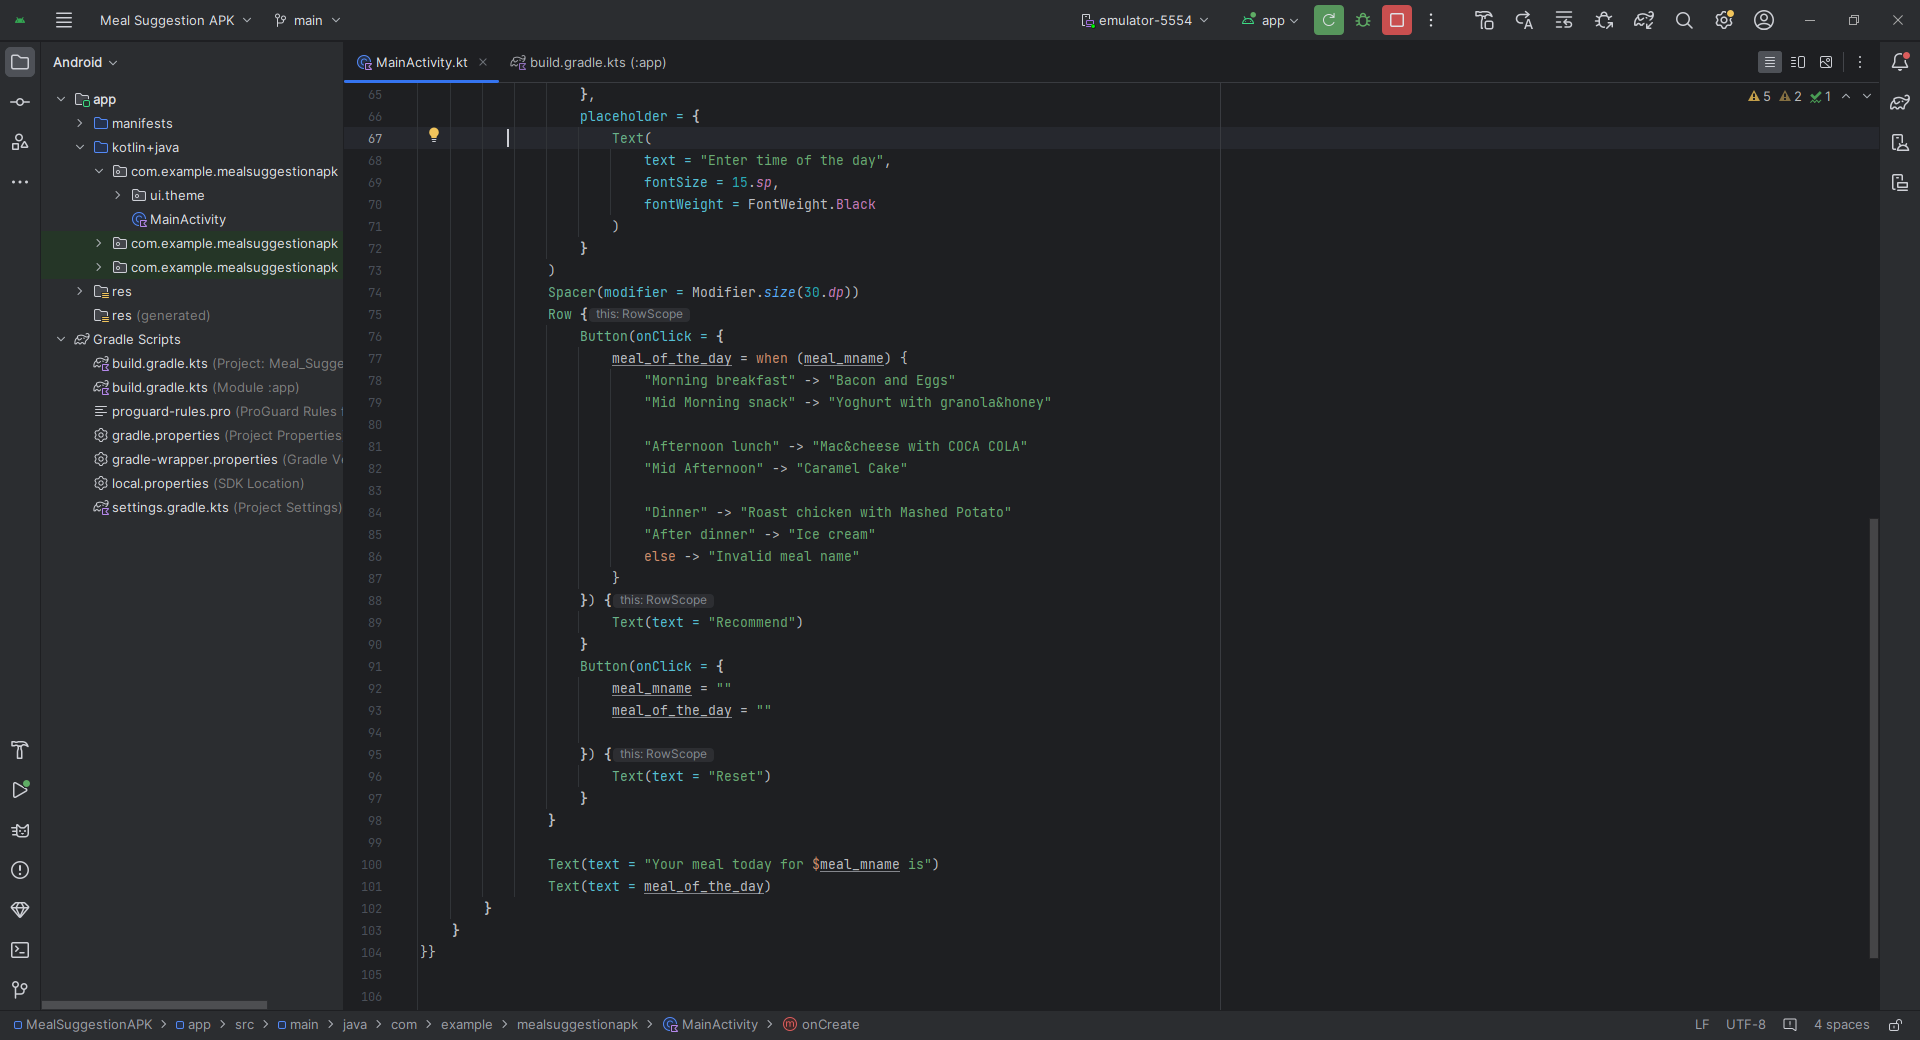 Meal Suggestion APK main emulator-5554 app
Android
MainActivity.kt build.gradle.kts (:app)
5 2 1
app
manifests
kotlin+java
com.example.mealsuggestionapk
ui.theme
MainActivity
com.example.mealsuggestionapk
com.example.mealsuggestionapk
res
res (generated)
Gradle Scripts
build.gradle.kts (Project: Meal_Sugge
build.gradle.kts (Module :app)
proguard-rules.pro (ProGuard Rules
gradle.properties (Project Properties
gradle-wrapper.properties (Gradle Ve
local.properties (SDK Location)
settings.gradle.kts (Project Settings)
65 },
66 placeholder = {
67 Text(
68 text = "Enter time of the day",
69 fontSize = 15.sp,
70 fontWeight = FontWeight.Black
71 )
72 }
73 )
74 Spacer(modifier = Modifier.size(30.dp))
75 Row { this: RowScope
76 Button(onClick = {
77 meal_of_the_day = when (meal_mname) {
78 "Morning breakfast" -> "Bacon and Eggs"
79 "Mid Morning snack" -> "Yoghurt with granola&honey"
80
81 "Afternoon lunch" -> "Mac&cheese with COCA COLA"
82 "Mid Afternoon" -> "Caramel Cake"
83
84 "Dinner" -> "Roast chicken with Mashed Potato"
85 "After dinner" -> "Ice cream"
86 else -> "Invalid meal name"
87 }
88 }) { this: RowScope
89 Text(text = "Recommend")
90 }
91 Button(onClick = {
92 meal_mname = ""
93 meal_of_the_day = ""
94
95 }) { this: RowScope
96 Text(text = "Reset")
97 }
98 }
99
100 Text(text = "Your meal today for $meal_mname is")
101 Text(text = meal_of_the_day)
102 }
103 }
104 }}
105
106
MealSuggestionAPK > app > src > main > java > com > example > mealsuggestionapk > MainActivity > onCreate
LF UTF-8 4 spaces